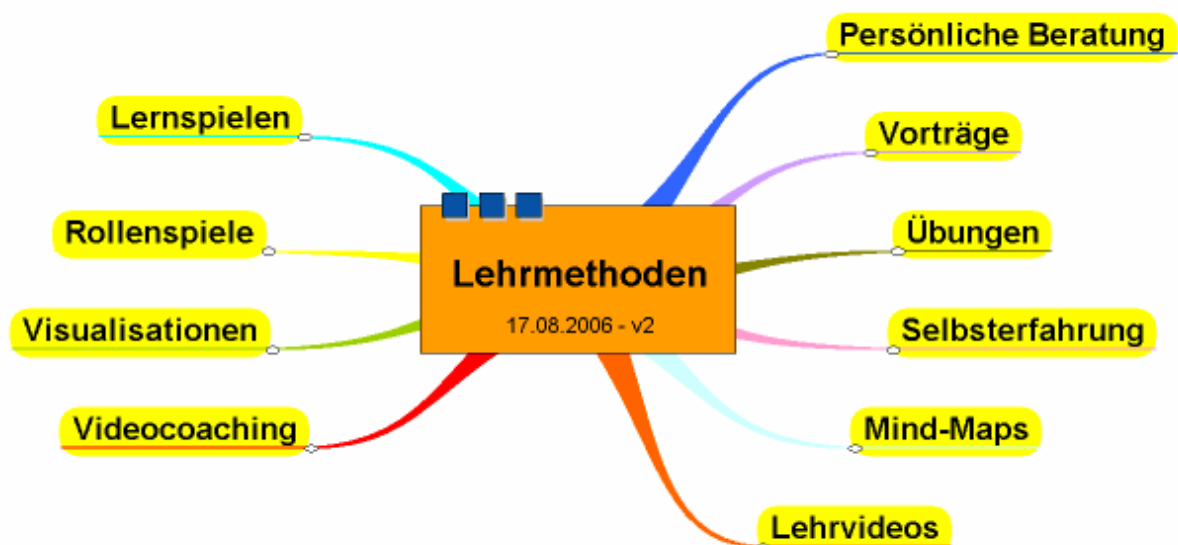 Persönliche Beratung
Lernspielen
Vorträge
Rollenspiele
Übungen
Lehrmethoden
17.08.2006 - v2
Visualisationen
Selbsterfahrung
Videocoaching
Mind-Maps
Lehrvideos